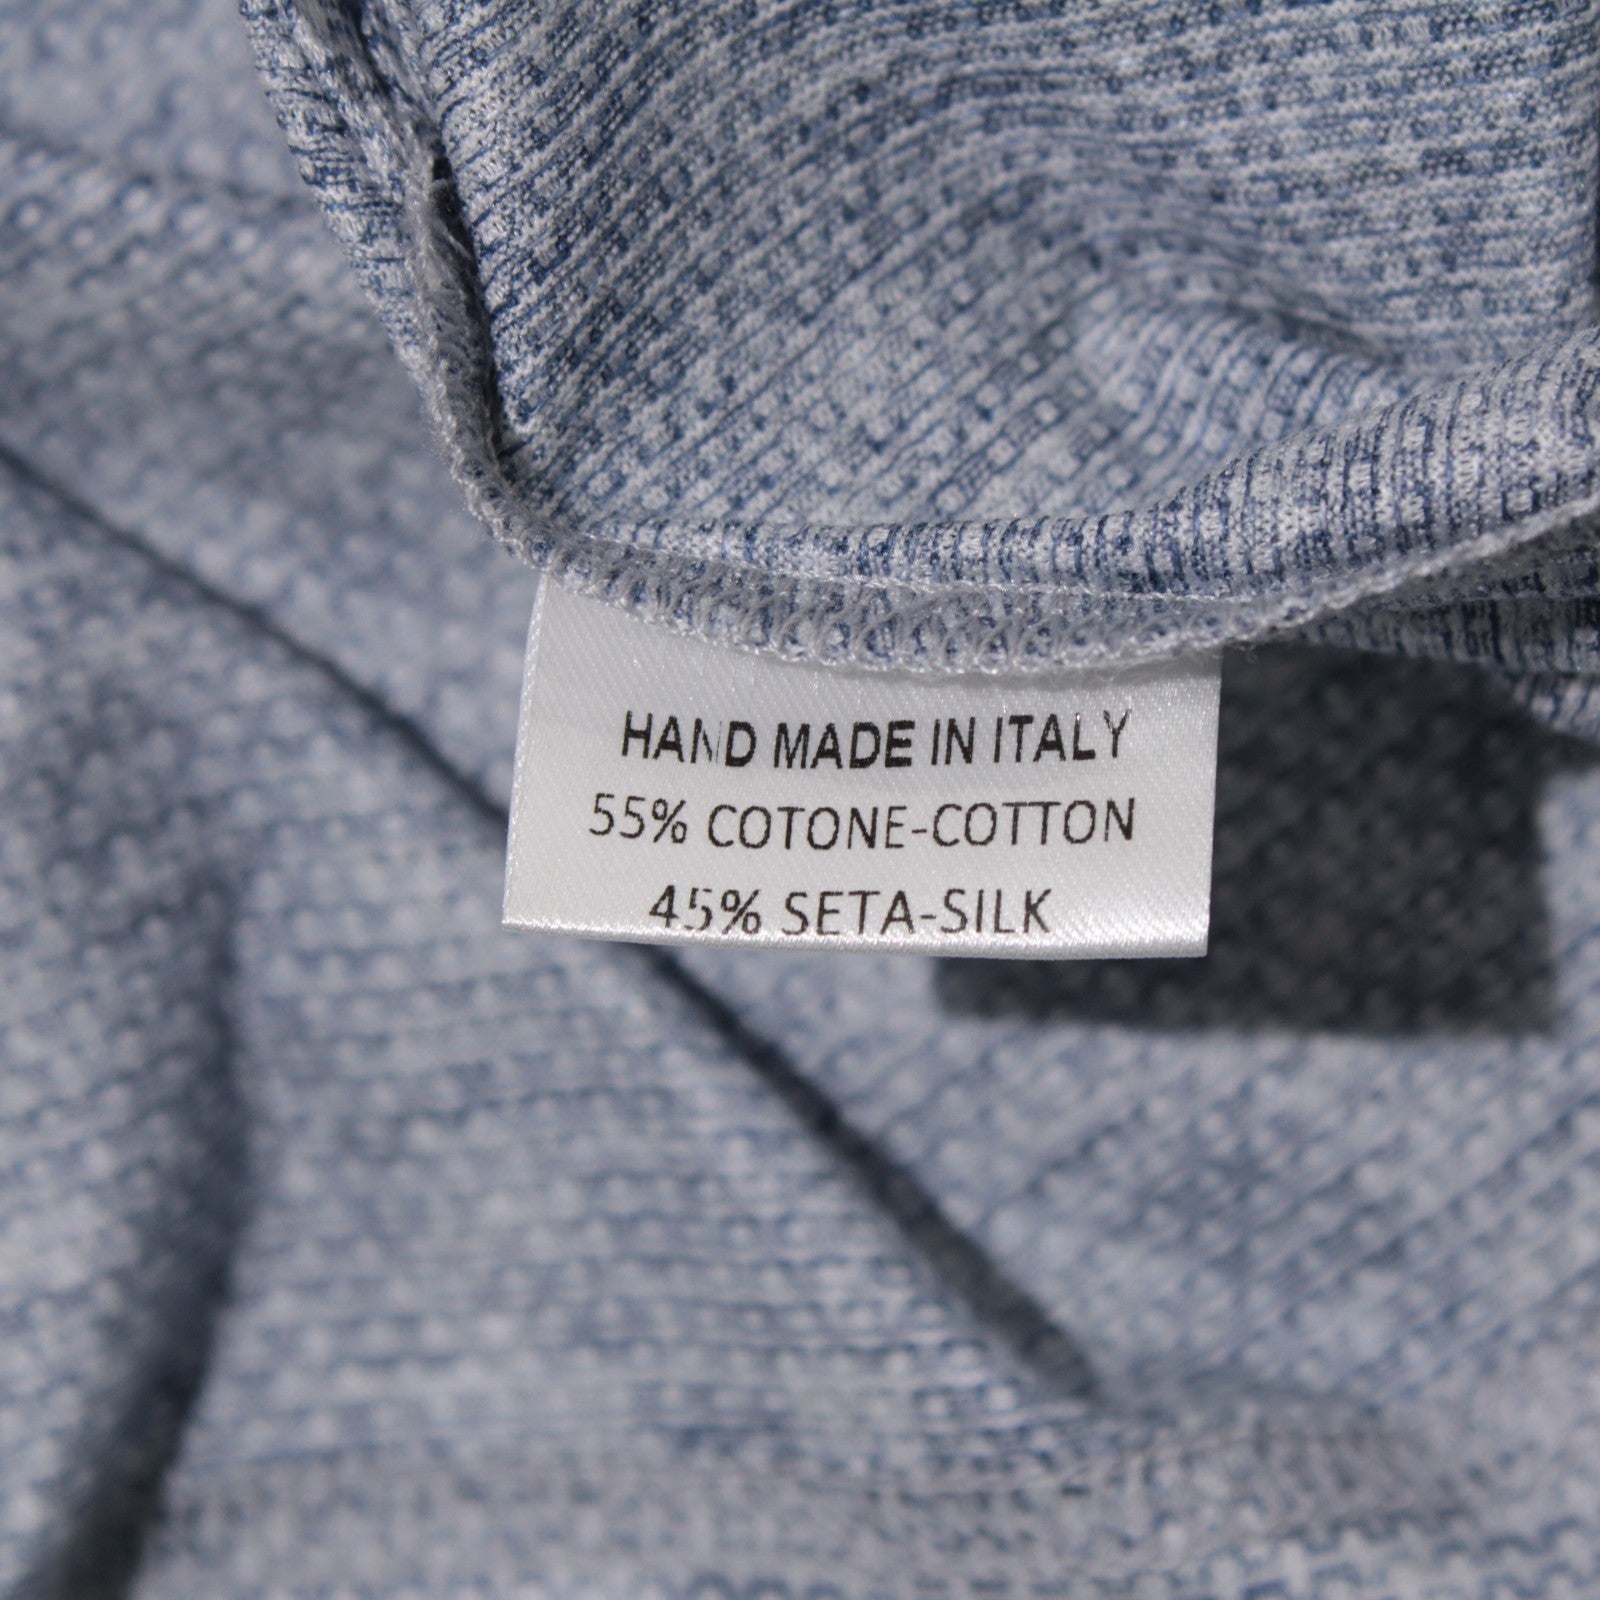 HAND MADE IN ITALY
55% COTONE-COTTON
45% SETA-SILK